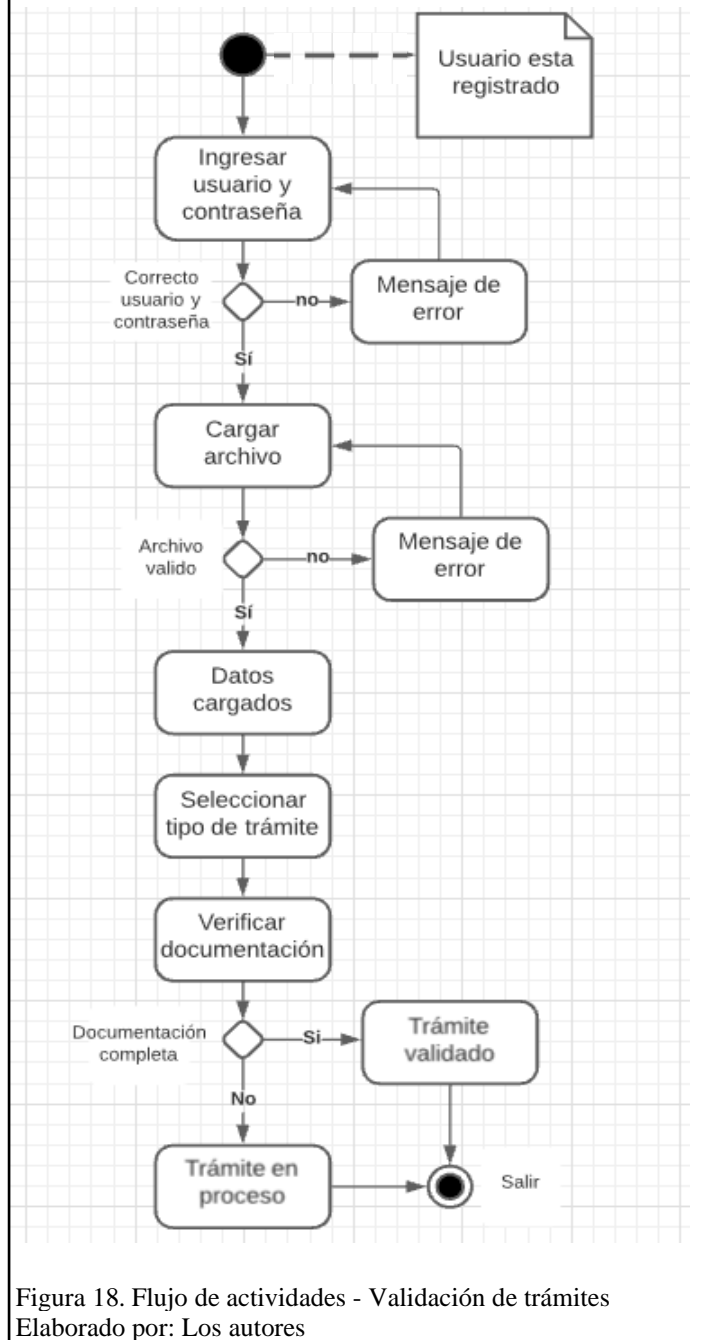 Usuario esta
registrado
Ingresar
usuario y
contraseña
Correcto
usuario y
contraseña
no
Mensaje de
error
Sí
Cargar
archivo
Archivo
valido
no
Mensaje de
error
Sí
Datos
cargados
Seleccionar
tipo de trámite
Verificar
documentación
Documentación
completa
Si
Trámite
validado
No
Trámite en
proceso
Salir
Figura 18. Flujo de actividades - Validación de trámites
Elaborado por: Los autores